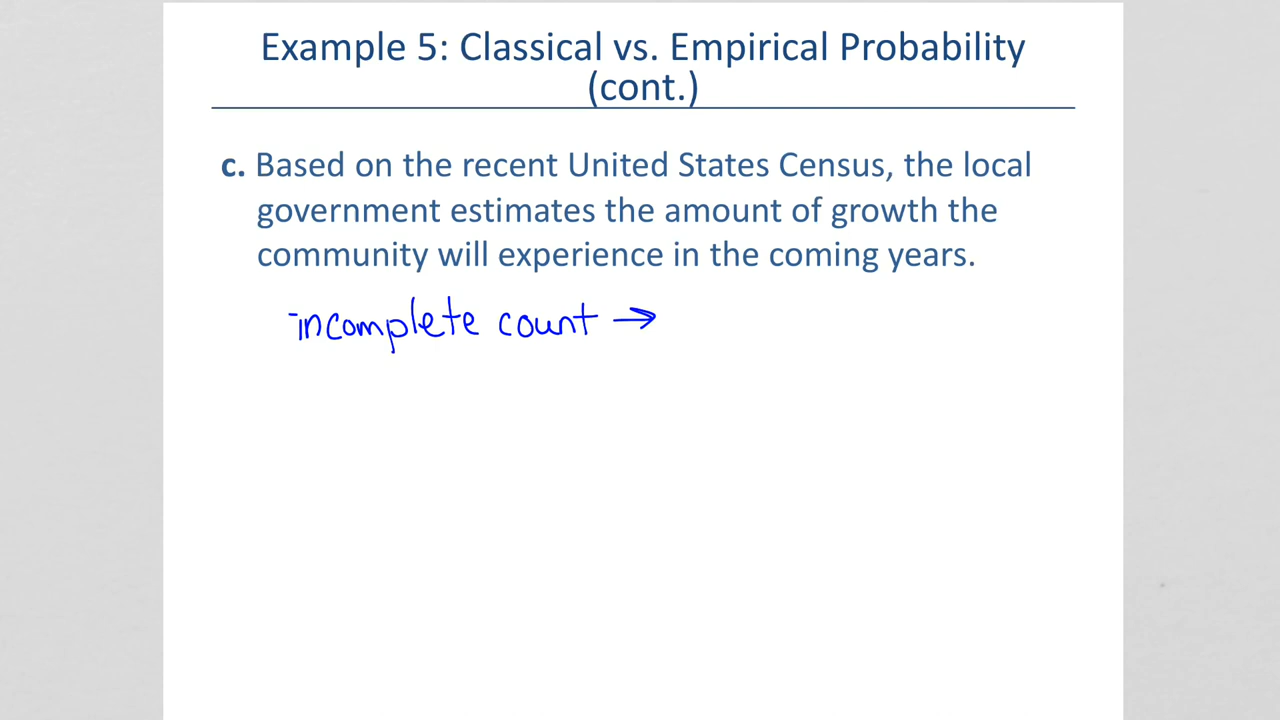 Example 5: Classical vs. Empirical Probability
(cont.)
c. Based on the recent United States Census, the local
government estimates the amount of growth the
community will experience in the coming years.
incomplete count →